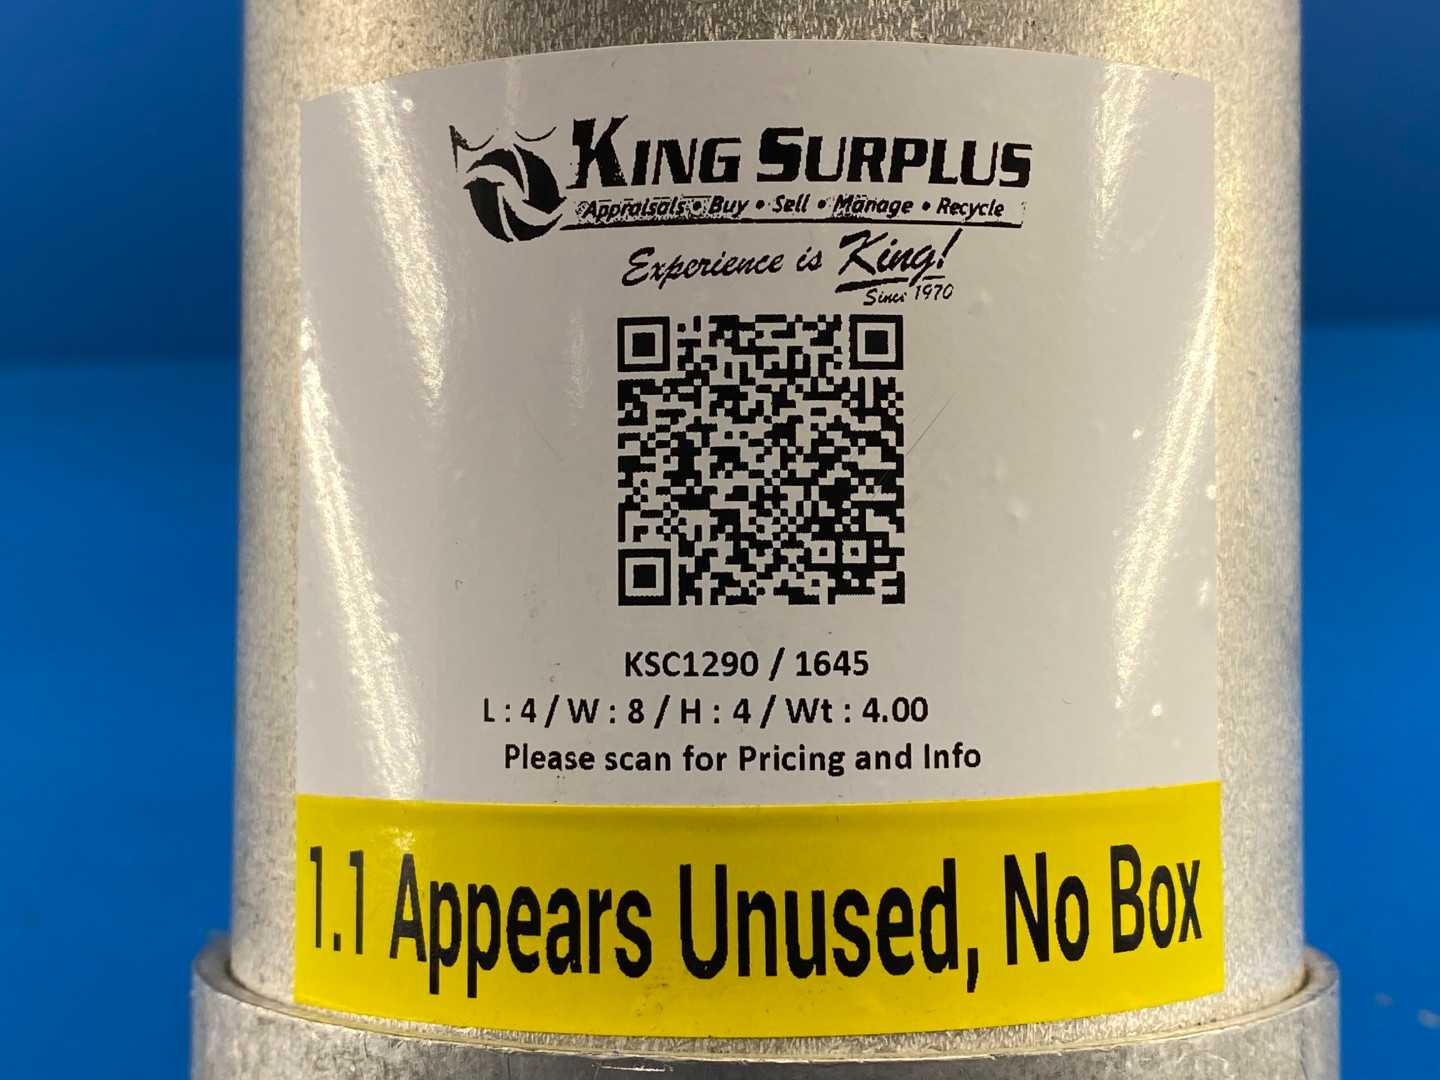 KING SURPLUS
Appraisals • Buy • Sell • Manage • Recycle
Experience is King!
Since 1970
KSC1290 / 1645
L : 4 / W : 8 / H : 4 / Wt : 4.00
Please scan for Pricing and Info
1.1 Appears Unused, No Box